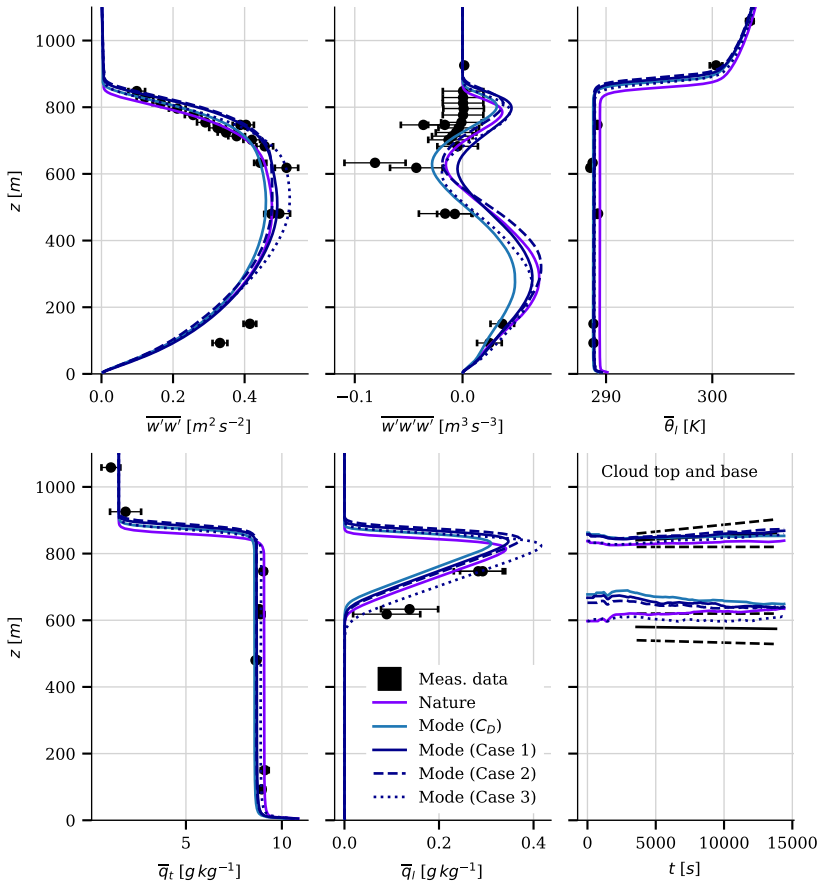 1000
800
600
400
200
0
z [m]
0.0 0.2 0.4
−0.1 0.0
290 300
w′w′ [m² s⁻²]
w′w′w′ [m³ s⁻³]
θₗ [K]
Cloud top and base
1000
800
600
400
200
0
z [m]
Meas. data
Nature
Mode (C_D)
Mode (Case 1)
Mode (Case 2)
Mode (Case 3)
5 10
0.0 0.2 0.4
0 5000 10000 15000
q̅ₜ [g kg⁻¹]
q̅ₗ [g kg⁻¹]
t [s]